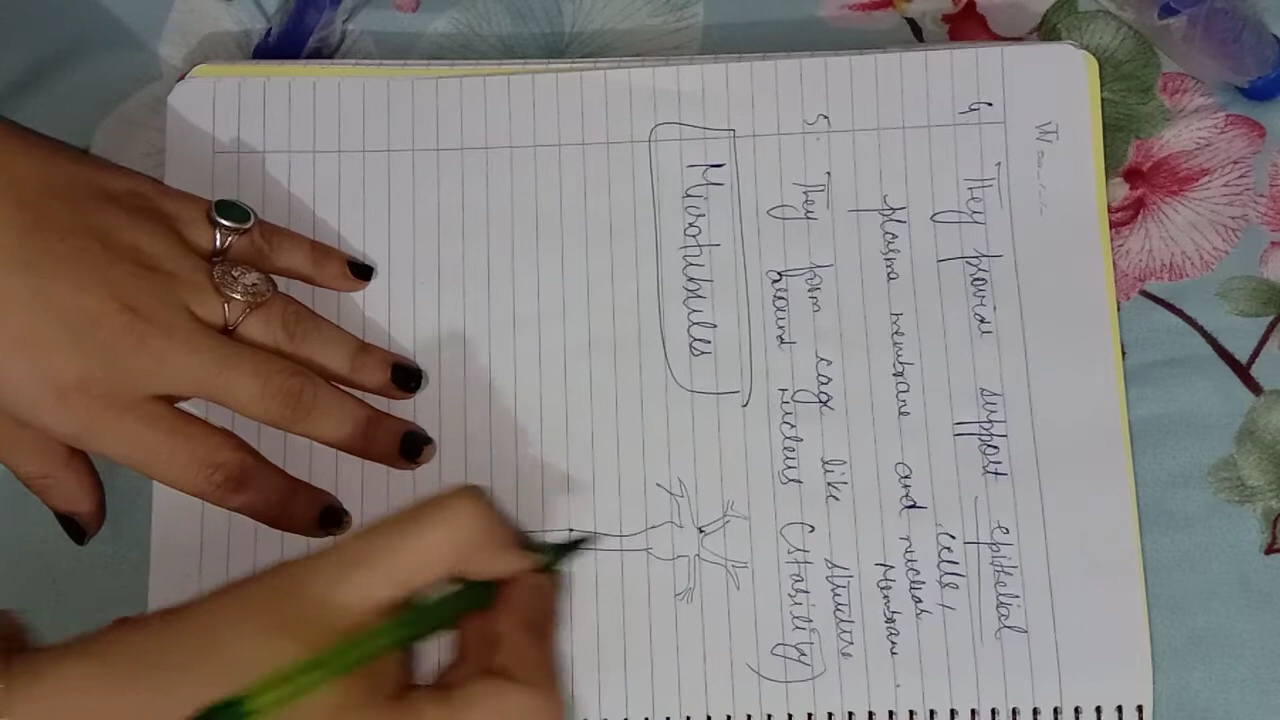 4. They provide support epithelial
cells,
plasma membrane and nuclear
Membrane.
5. They form cage like structure
around nucleus (Stability)
Microtubules